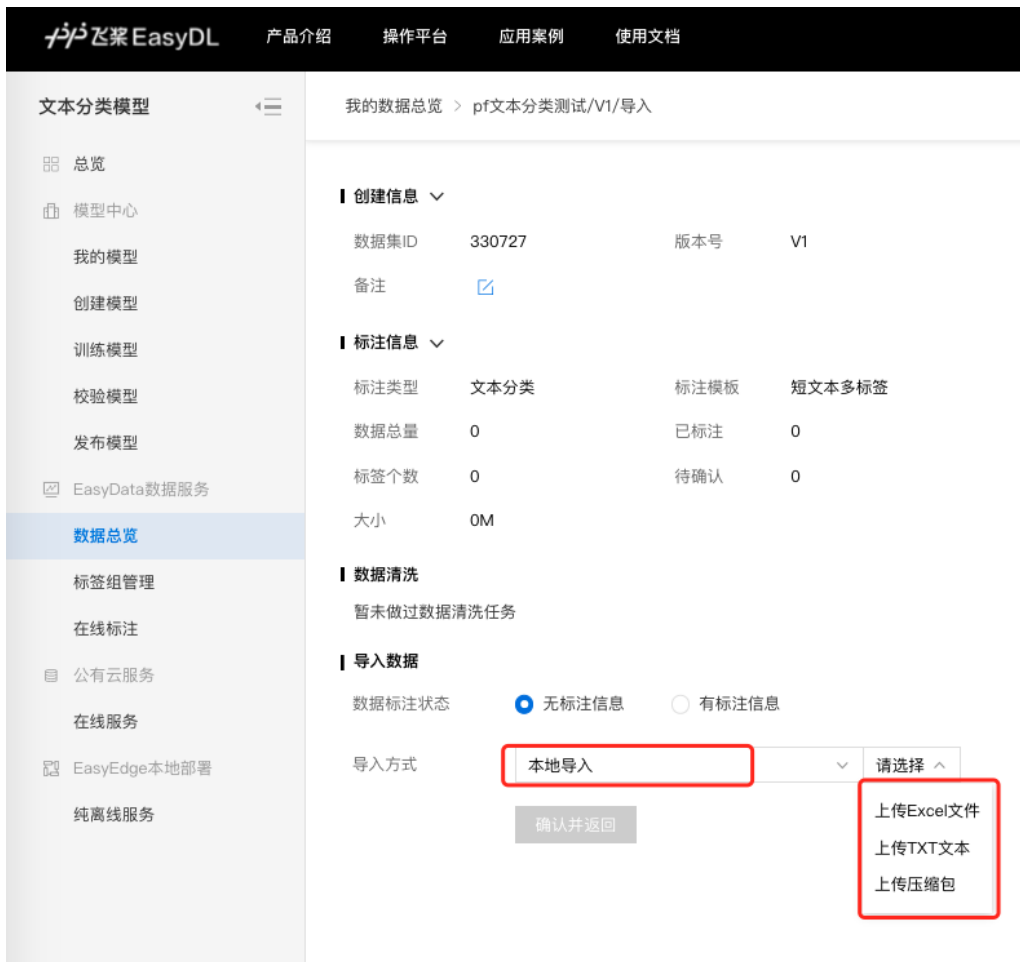 飞桨EasyDL 产品介绍 操作平台 应用案例 使用文档
文本分类模型
我的数据总览 > pf文本分类测试/V1/导入
总览
模型中心
我的模型
创建模型
训练模型
校验模型
发布模型
EasyData数据服务
数据总览
标签组管理
在线标注
公有云服务
在线服务
EasyEdge本地部署
纯离线服务
创建信息
数据集ID 330727 版本号 V1
备注
标注信息
标注类型 文本分类 标注模板 短文本多标签
数据总量 0 已标注 0
标签个数 0 待确认 0
大小 0M
数据清洗
暂未做过数据清洗任务
导入数据
数据标注状态 无标注信息 有标注信息
导入方式 本地导入 请选择
上传Excel文件
上传TXT文本
上传压缩包
确认并返回